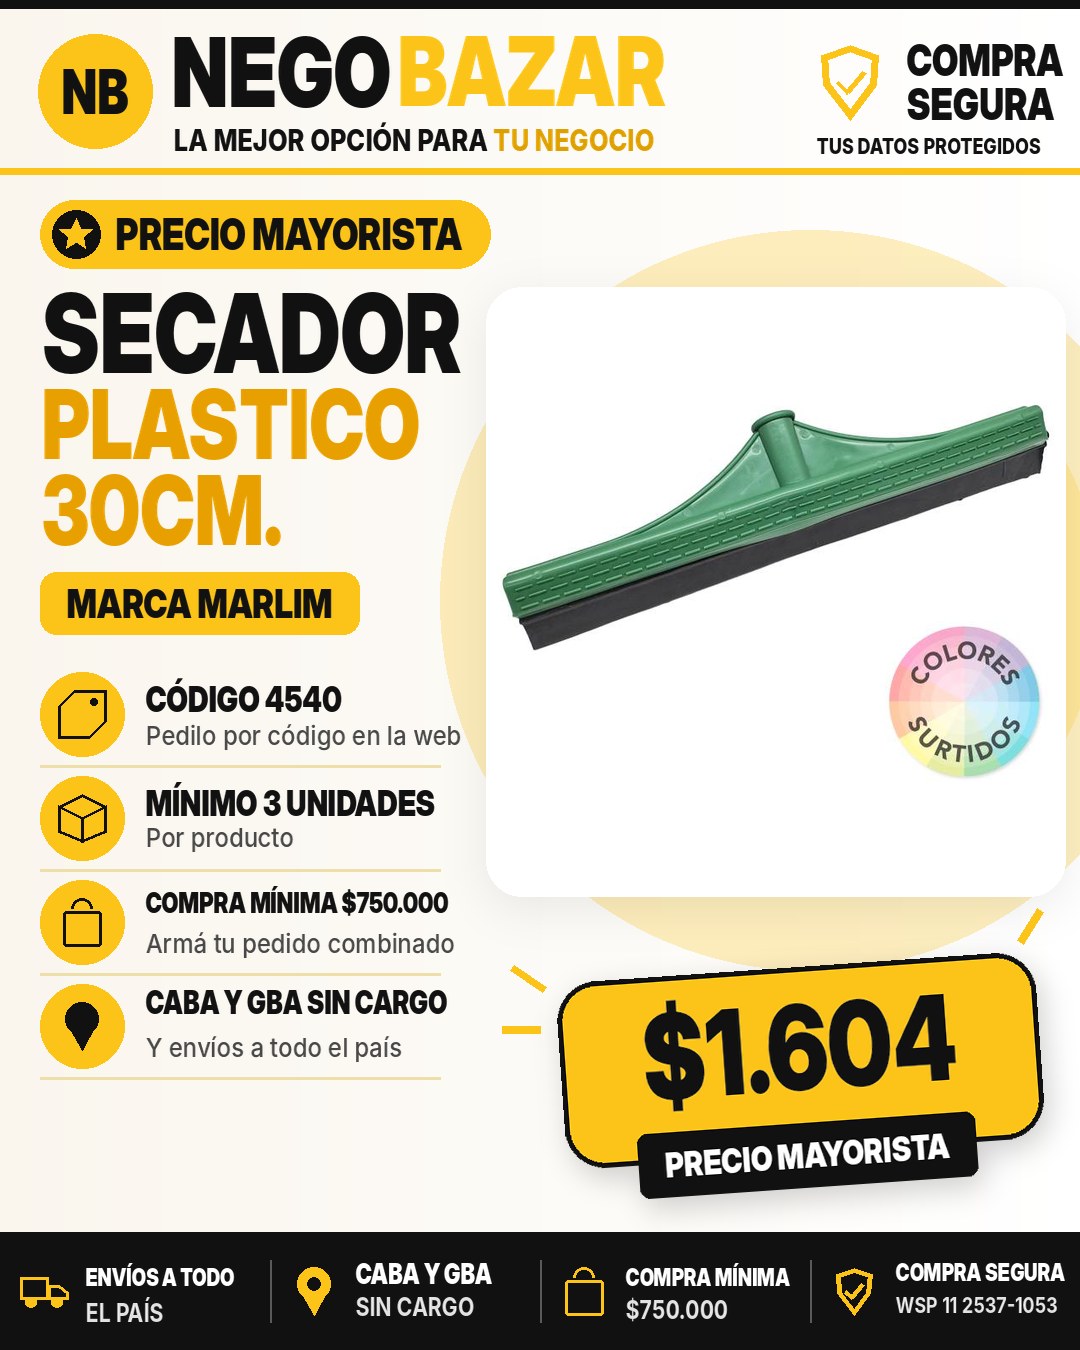 NB
NEGOBAZAR
LA MEJOR OPCIÓN PARA TU NEGOCIO
COMPRA
SEGURA
TUS DATOS PROTEGIDOS
PRECIO MAYORISTA
SECADOR
PLASTICO
30CM.
MARCA MARLIM
CÓDIGO 4540
Pedilo por código en la web
MÍNIMO 3 UNIDADES
Por producto
COMPRA MÍNIMA $750.000
Armá tu pedido combinado
CABA Y GBA SIN CARGO
Y envíos a todo el país
COLORES
SURTIDOS
$1.604
PRECIO MAYORISTA
ENVÍOS A TODO
EL PAÍS
CABA Y GBA
SIN CARGO
COMPRA MÍNIMA
$750.000
COMPRA SEGURA
WSP 11 2537-1053